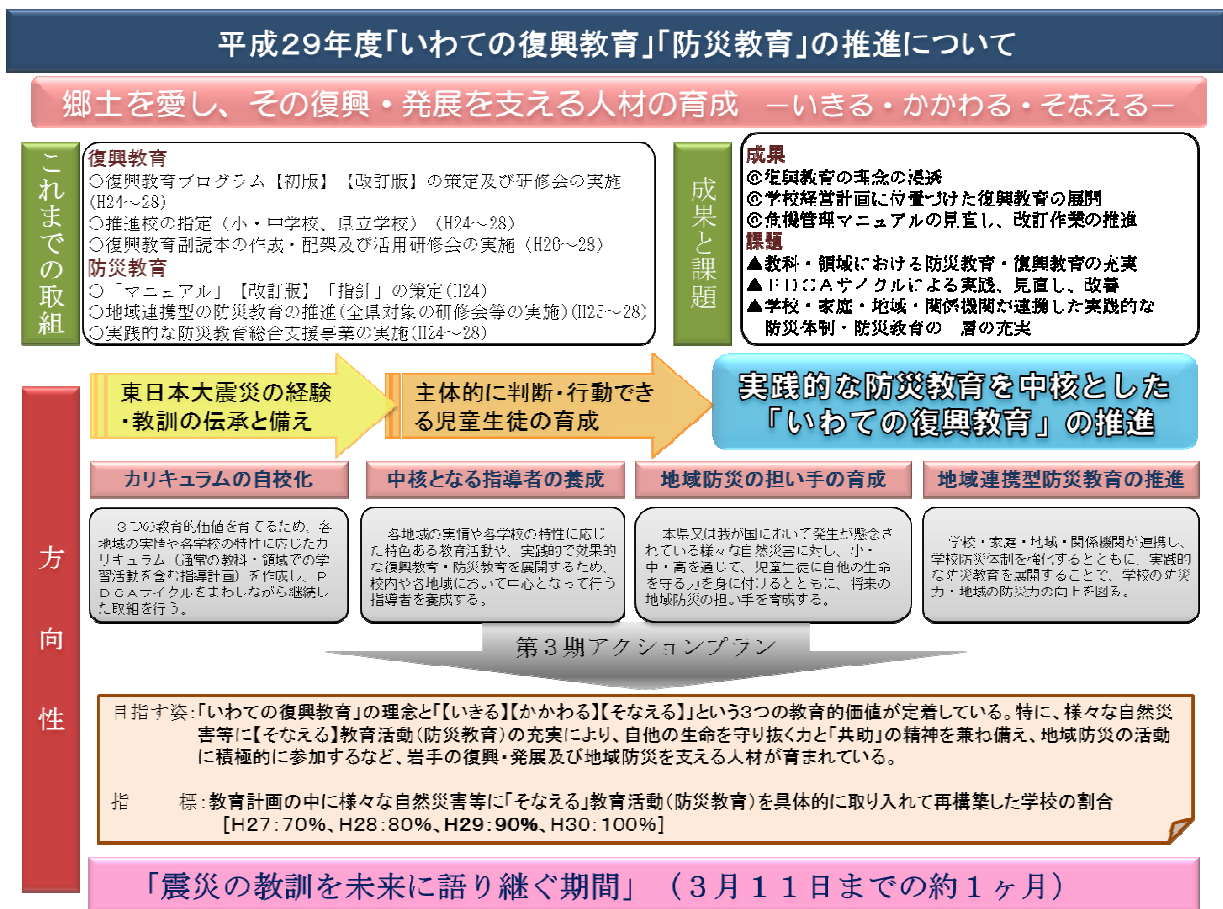 平成29年度「いわての復興教育」「防災教育」の推進について
郷土を愛し、その復興・発展を支える人材の育成 －いきる・かかわる・そなえる－
これまでの取組
復興教育
○復興教育プログラム【初版】【改訂版】の策定及び研修会の実施
(H24～28)
○推進校の指定（小・中学校、県立学校）(H24～28)
○復興教育副読本の作成・配架及び活用研修会の実施（H26～28）
防災教育
○「マニュアル」【改訂版】「指針」の策定(H24)
○地域連携型の防災教育の推進(全県対象の研修会等の実施)(H25～28)
○実践的な防災教育総合支援事業の実施(H24～28)
成果と課題
成果
◎復興教育の理念の浸透
◎学校経営計画に位置づけた復興教育の展開
◎危機管理マニュアルの見直し、改訂作業の推進
課題
▲教科・領域における防災教育・復興教育の充実
▲PDCAサイクルによる実践、見直し、改善
▲学校・家庭・地域・関係機関が連携した実践的な
防災体制・防災教育の一層の充実
方向性
東日本大震災の経験
・教訓の伝承と備え
主体的に判断・行動でき
る児童生徒の育成
実践的な防災教育を中核とした
「いわての復興教育」の推進
カリキュラムの自校化
３つの教育的価値を育てるため、各
地域の実情や各学校の特性に応じたカ
リキュラム（通常の教科・領域での学
習活動を含む指導計画）を作成し、Ｐ
ＤＣＡサイクルをまわしながら継続し
た取組を行う。
中核となる指導者の養成
各地域の実情や各学校の特性に応じ
た特色ある教育活動や、実践的で効果的
な復興教育・防災教育を展開するため、
校内や各地域において中心となって行う
指導者を養成する。
地域防災の担い手の育成
本県又は我が国において発生が懸念さ
れている様々な自然災害に対し、小・
中・高を通じて、児童生徒に自他の生命
を守る力を身に付けるとともに、将来の
地域防災の担い手を育成する。
地域連携型防災教育の推進
学校・家庭・地域・関係機関が連携し、
学校防災体制を強化するとともに、実践的
な防災教育を展開することで、学校の防災
力・地域の防災力の向上を図る。
第３期アクションプラン
目指す姿：「いわての復興教育」の理念と「【いきる】【かかわる】【そなえる】」という３つの教育的価値が定着している。特に、様々な自然災
害等に【そなえる】教育活動（防災教育）の充実により、自他の生命を守り抜く力と「共助」の精神を兼ね備え、地域防災の活動
に積極的に参加するなど、岩手の復興・発展及び地域防災を支える人材が育まれている。
指　標：教育計画の中に様々な自然災害等に「そなえる」教育活動（防災教育）を具体的に取り入れて再構築した学校の割合
［H27：70％、H28：80％、H29：90％、H30：100％］
「震災の教訓を未来に語り継ぐ期間」（３月１１日までの約１ヶ月）